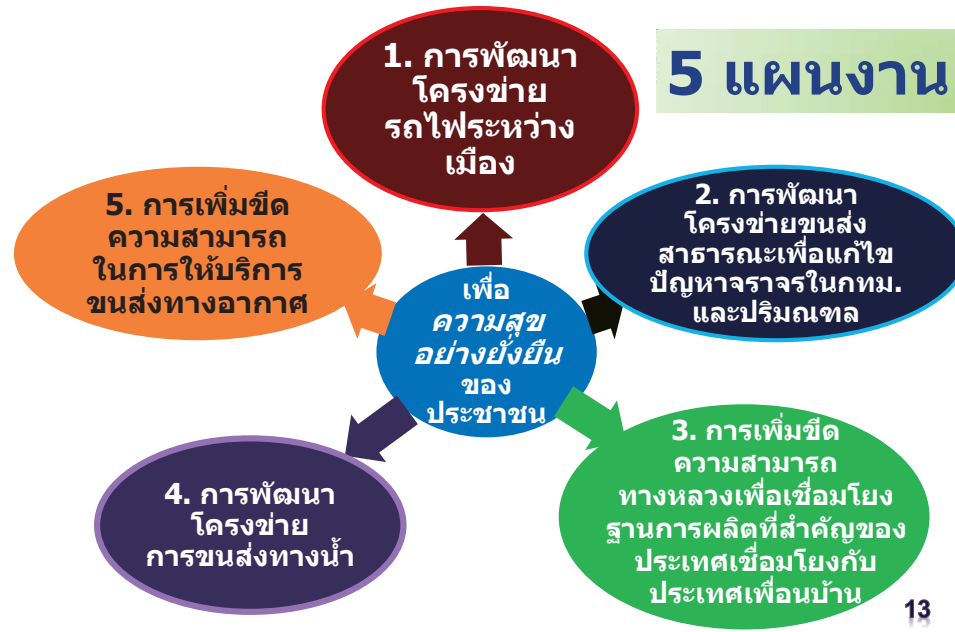 5 แผนงาน
1. การพัฒนา
โครงข่าย
รถไฟระหว่าง
เมือง
2. การพัฒนา
โครงข่ายขนส่ง
สาธารณะเพื่อแก้ไข
ปัญหาจราจรในกทม.
และปริมณฑล
3. การเพิ่มขีด
ความสามารถ
ทางหลวงเพื่อเชื่อมโยง
ฐานการผลิตที่สำคัญของ
ประเทศเชื่อมโยงกับ
ประเทศเพื่อนบ้าน
4. การพัฒนา
โครงข่าย
การขนส่งทางน้ำ
5. การเพิ่มขีด
ความสามารถ
ในการให้บริการ
ขนส่งทางอากาศ
เพื่อ
ความสุข
อย่างยั่งยืน
ของ
ประชาชน
13